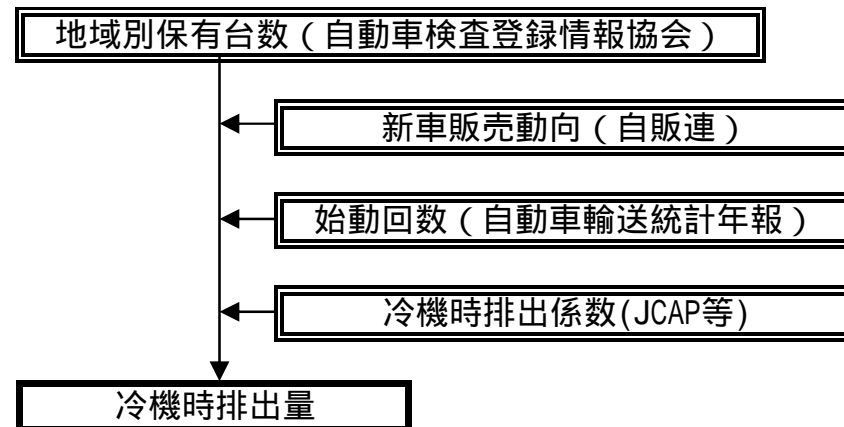 地域別保有台数（自動車検査登録情報協会）
新車販売動向（自販連）
始動回数（自動車輸送統計年報）
冷機時排出係数(JCAP等)
冷機時排出量